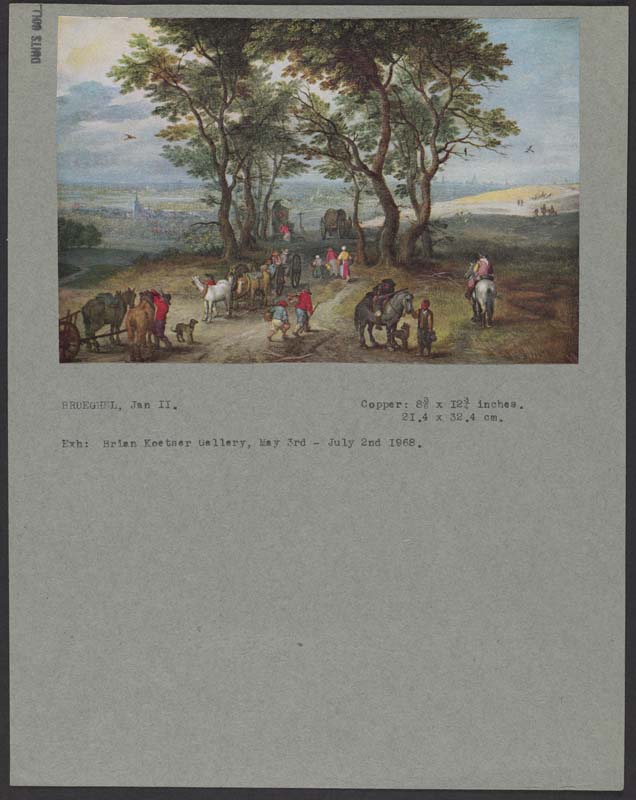 BRUEGHEL, Jan II.
Copper: 8⅜ x 12¾ inches.
21.4 x 32.4 cm.
Exh: Brian Koetser Gallery, May 3rd - July 2nd 1968.